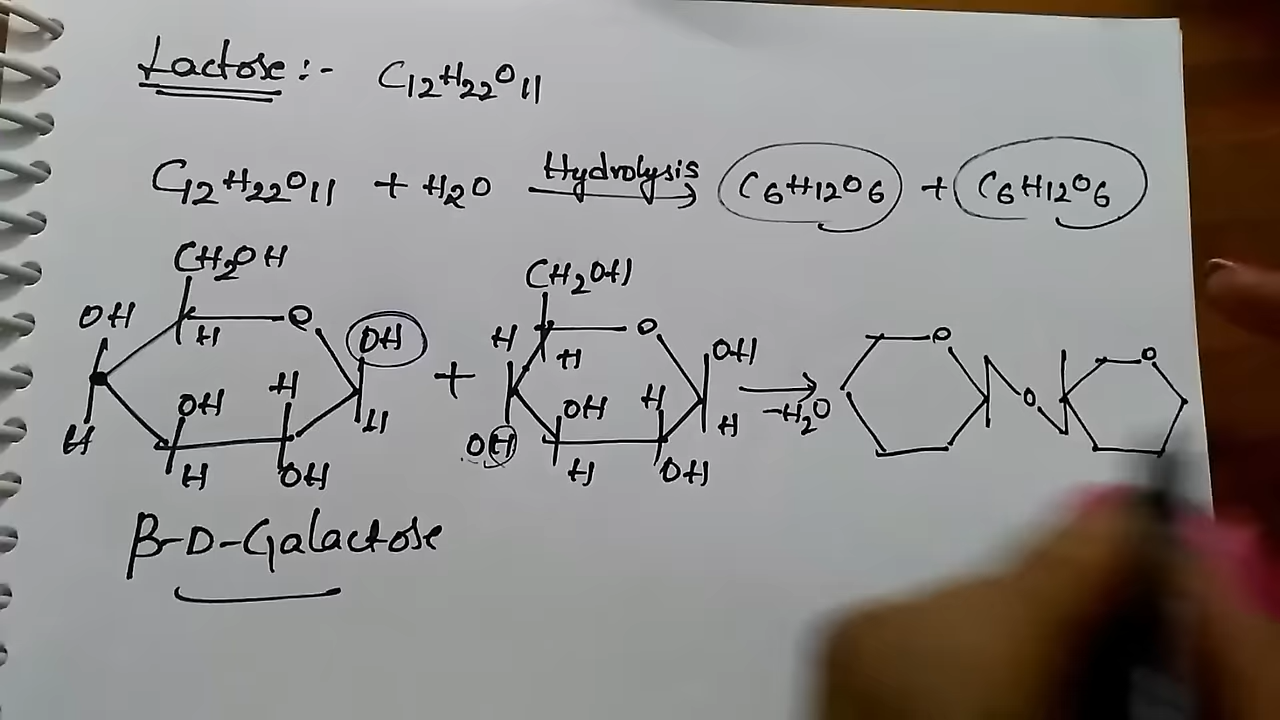 Lactose :- C12H22O11
C12H22O11 + H2O Hydrolysis → C6H12O6 + C6H12O6
CH2OH CH2OH
OH H O OH + H H O OH → -H2O O O O
H OH H H OH OH H H
H OH H OH
β-D-Galactose